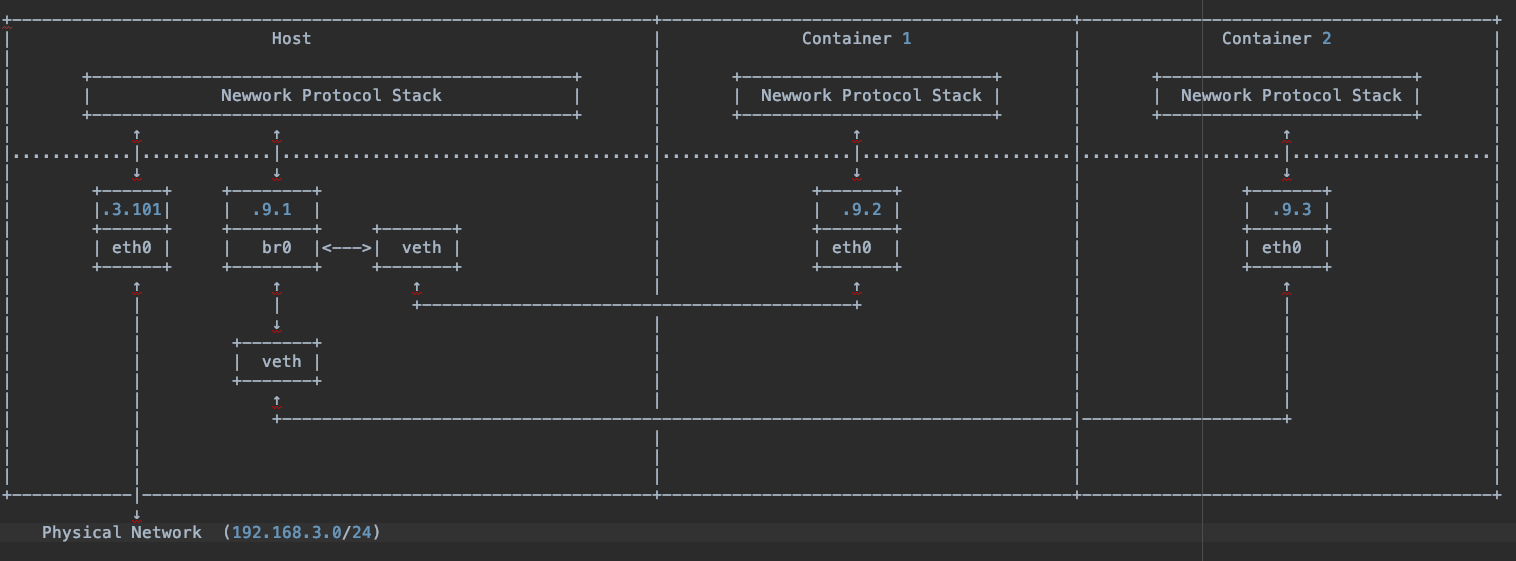 Host Container 1 Container 2
Newwork Protocol Stack Newwork Protocol Stack Newwork Protocol Stack
.3.101 .9.1 .9.2 .9.3
eth0 br0 <---> veth eth0 eth0
veth
Physical Network (192.168.3.0/24)